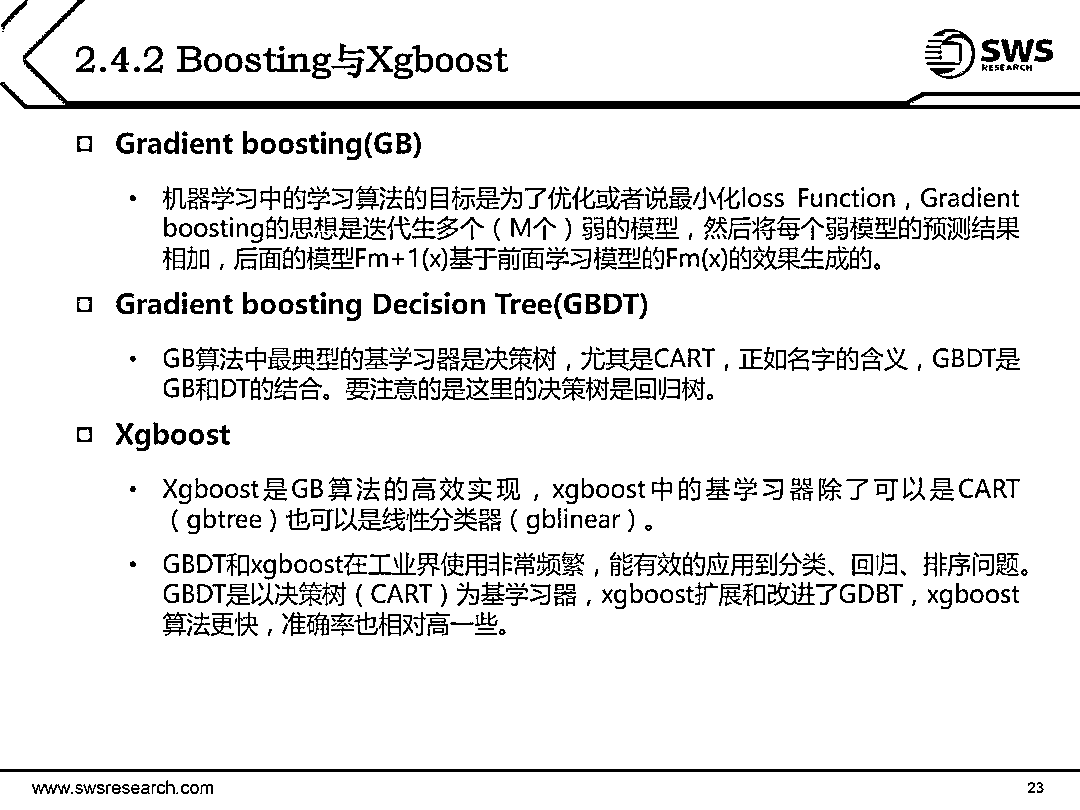 2.4.2 Boosting与Xgboost
SWS
RESEARCH
Gradient boosting(GB)
• 机器学习中的学习算法的目标是为了优化或者说最小化loss Function，Gradient
boosting的思想是迭代生多个（M个）弱的模型，然后将每个弱模型的预测结果
相加，后面的模型Fm+1(x)基于前面学习模型的Fm(x)的效果生成的。
Gradient boosting Decision Tree(GBDT)
• GB算法中最典型的基学习器是决策树，尤其是CART，正如名字的含义，GBDT是
GB和DT的结合。要注意的是这里的决策树是回归树。
Xgboost
• Xgboost是GB算法的高效实现，xgboost中的基学习器除了可以是CART
（gbtree）也可以是线性分类器（gblinear）。
• GBDT和xgboost在工业界使用非常频繁，能有效的应用到分类、回归、排序问题。
GBDT是以决策树（CART）为基学习器，xgboost扩展和改进了GDBT，xgboost
算法更快，准确率也相对高一些。
www.swsresearch.com
23